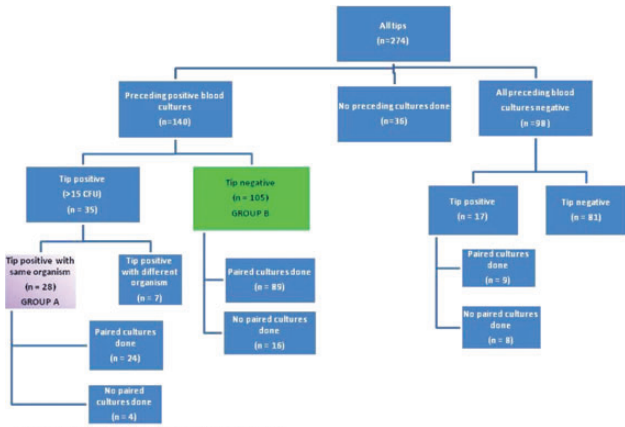 All tips
(n=274)
Preceding positive blood
cultures
(n=140)
No preceding cultures done
(n=36)
All preceding blood
cultures negative
(n=98)
Tip positive
(>15 CFU)
n = 35
Tip negative
(n = 105)
GROUP B
Tip positive
(n = 17)
Tip negative
(n = 81)
Tip positive with
same organism
(n = 28)
GROUP A
Tip positive
with different
organism
(n = 7)
Paired cultures done
(n = 89)
No paired cultures
done
(n = 16)
Paired cultures
done
(n = 9)
No paired cultures
done
(n = 8)
Paired cultures
done
(n = 24)
No paired
cultures done
(n = 4)